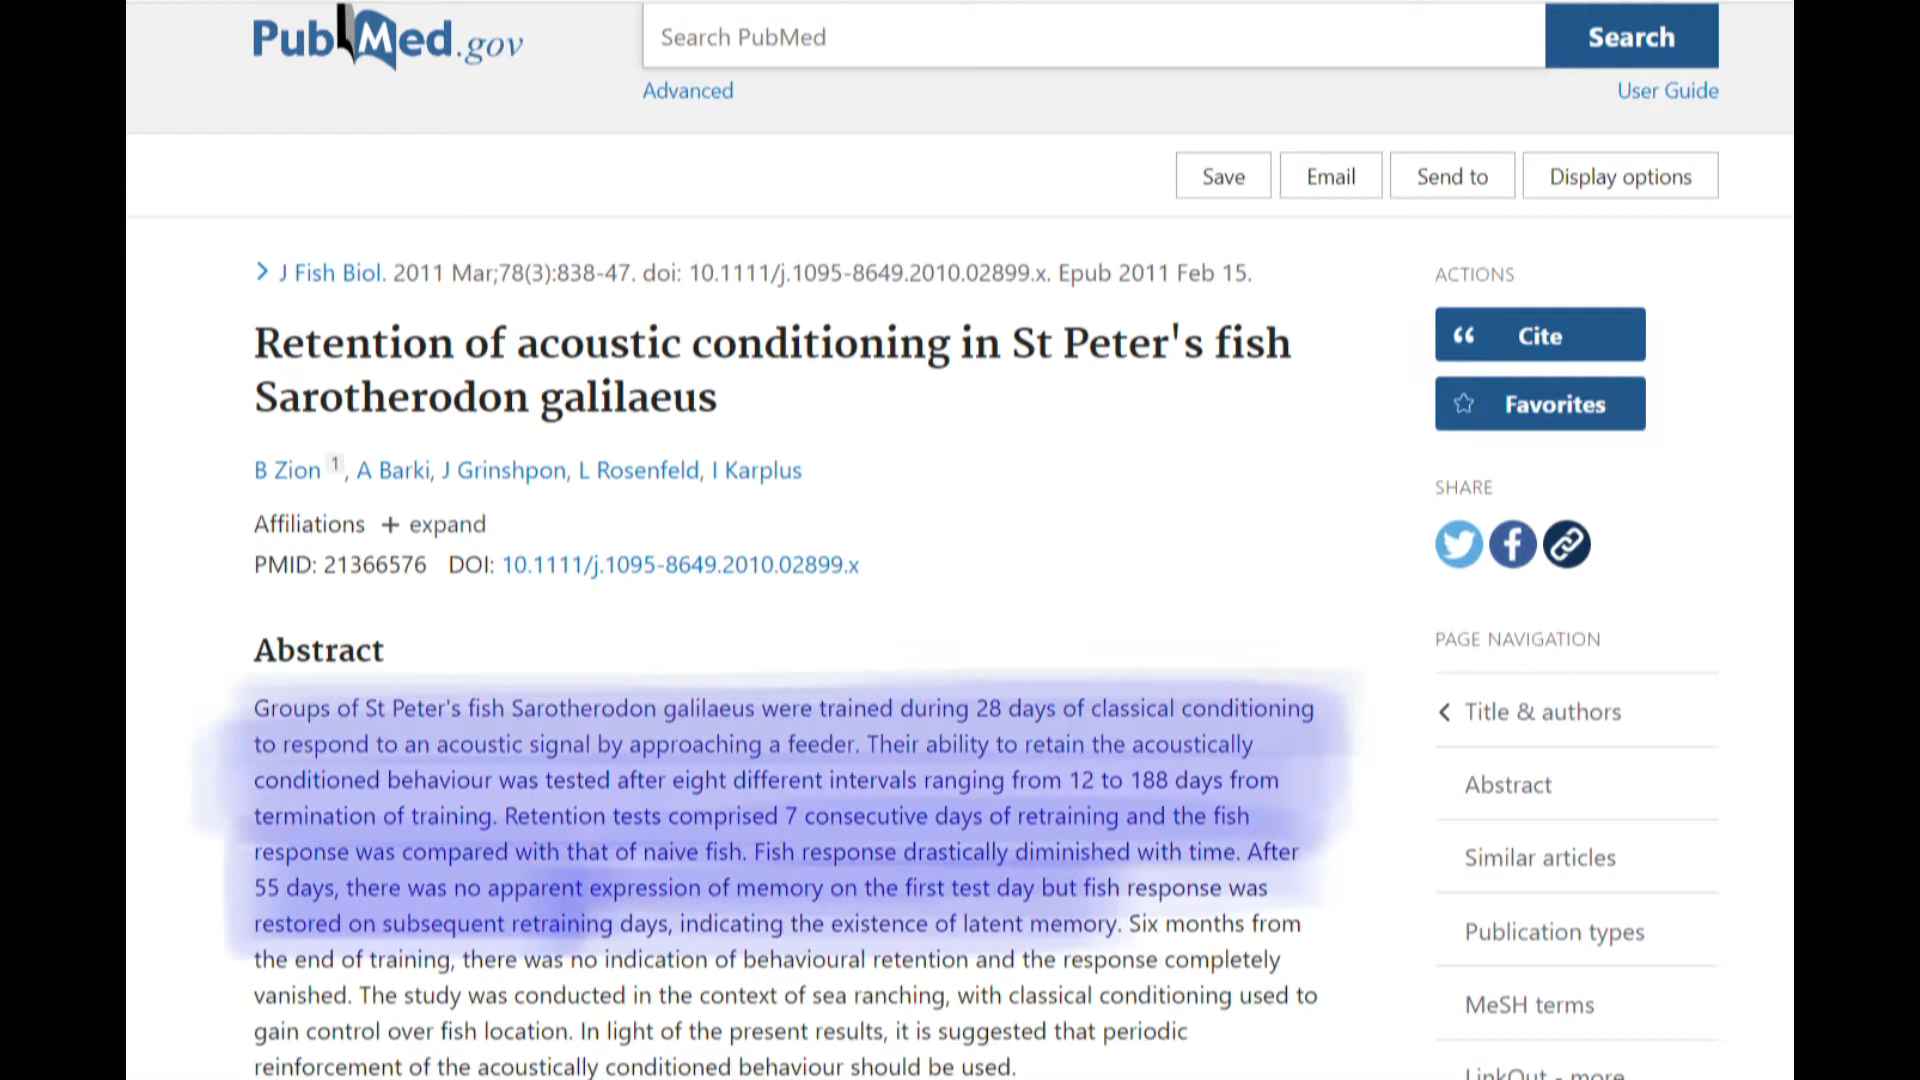 PubMed.gov
Search PubMed
Search
Advanced
User Guide
Save
Email
Send to
Display options
J Fish Biol. 2011 Mar;78(3):838-47. doi: 10.1111/j.1095-8649.2010.02899.x. Epub 2011 Feb 15.
Retention of acoustic conditioning in St Peter's fish
Sarotherodon galilaeus
B Zion 1, A Barki, J Grinshpon, L Rosenfeld, I Karplus
Affiliations + expand
PMID: 21366576 DOI: 10.1111/j.1095-8649.2010.02899.x
Abstract
Groups of St Peter's fish Sarotherodon galilaeus were trained during 28 days of classical conditioning
to respond to an acoustic signal by approaching a feeder. Their ability to retain the acoustically
conditioned behaviour was tested after eight different intervals ranging from 12 to 188 days from
termination of training. Retention tests comprised 7 consecutive days of retraining and the fish
response was compared with that of naive fish. Fish response drastically diminished with time. After
55 days, there was no apparent expression of memory on the first test day but fish response was
restored on subsequent retraining days, indicating the existence of latent memory. Six months from
the end of training, there was no indication of behavioural retention and the response completely
vanished. The study was conducted in the context of sea ranching, with classical conditioning used to
gain control over fish location. In light of the present results, it is suggested that periodic
reinforcement of the acoustically conditioned behaviour should be used.
ACTIONS
Cite
Favorites
SHARE
PAGE NAVIGATION
Title & authors
Abstract
Similar articles
Publication types
MeSH terms
LinkOut - more